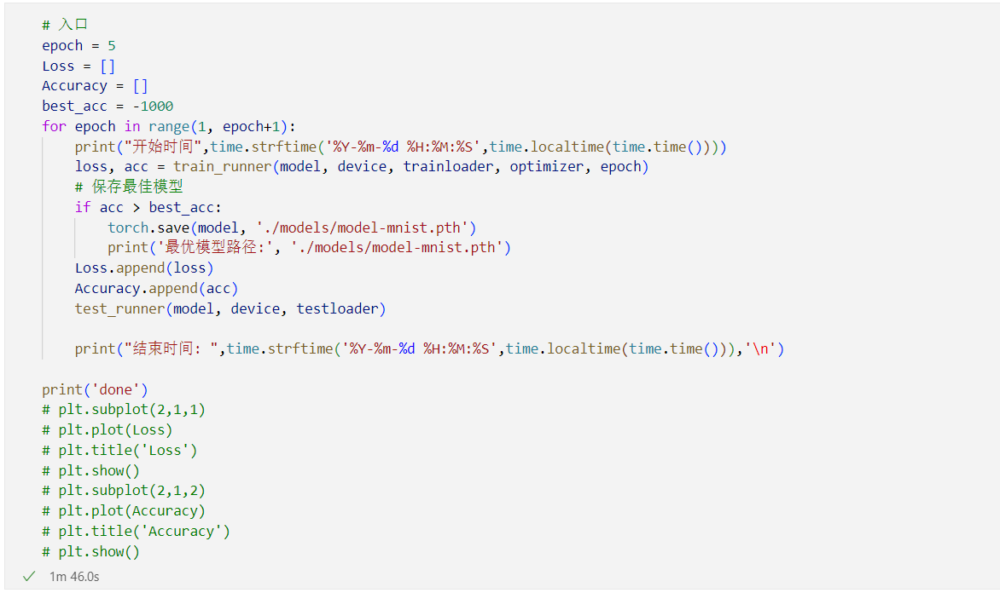 # 入口
epoch = 5
Loss = []
Accuracy = []
best_acc = -1000
for epoch in range(1, epoch+1):
    print("开始时间",time.strftime('%Y-%m-%d %H:%M:%S',time.localtime(time.time())))
    loss, acc = train_runner(model, device, trainloader, optimizer, epoch)
    # 保存最佳模型
    if acc > best_acc:
        torch.save(model, './models/model-mnist.pth')
        print('最优模型路径:', './models/model-mnist.pth')
    Loss.append(loss)
    Accuracy.append(acc)
    test_runner(model, device, testloader)
    print("结束时间: ",time.strftime('%Y-%m-%d %H:%M:%S',time.localtime(time.time())),'\n')
print('done')
# plt.subplot(2,1,1)
# plt.plot(Loss)
# plt.title('Loss')
# plt.show()
# plt.subplot(2,1,2)
# plt.plot(Accuracy)
# plt.title('Accuracy')
# plt.show()
1m 46.0s